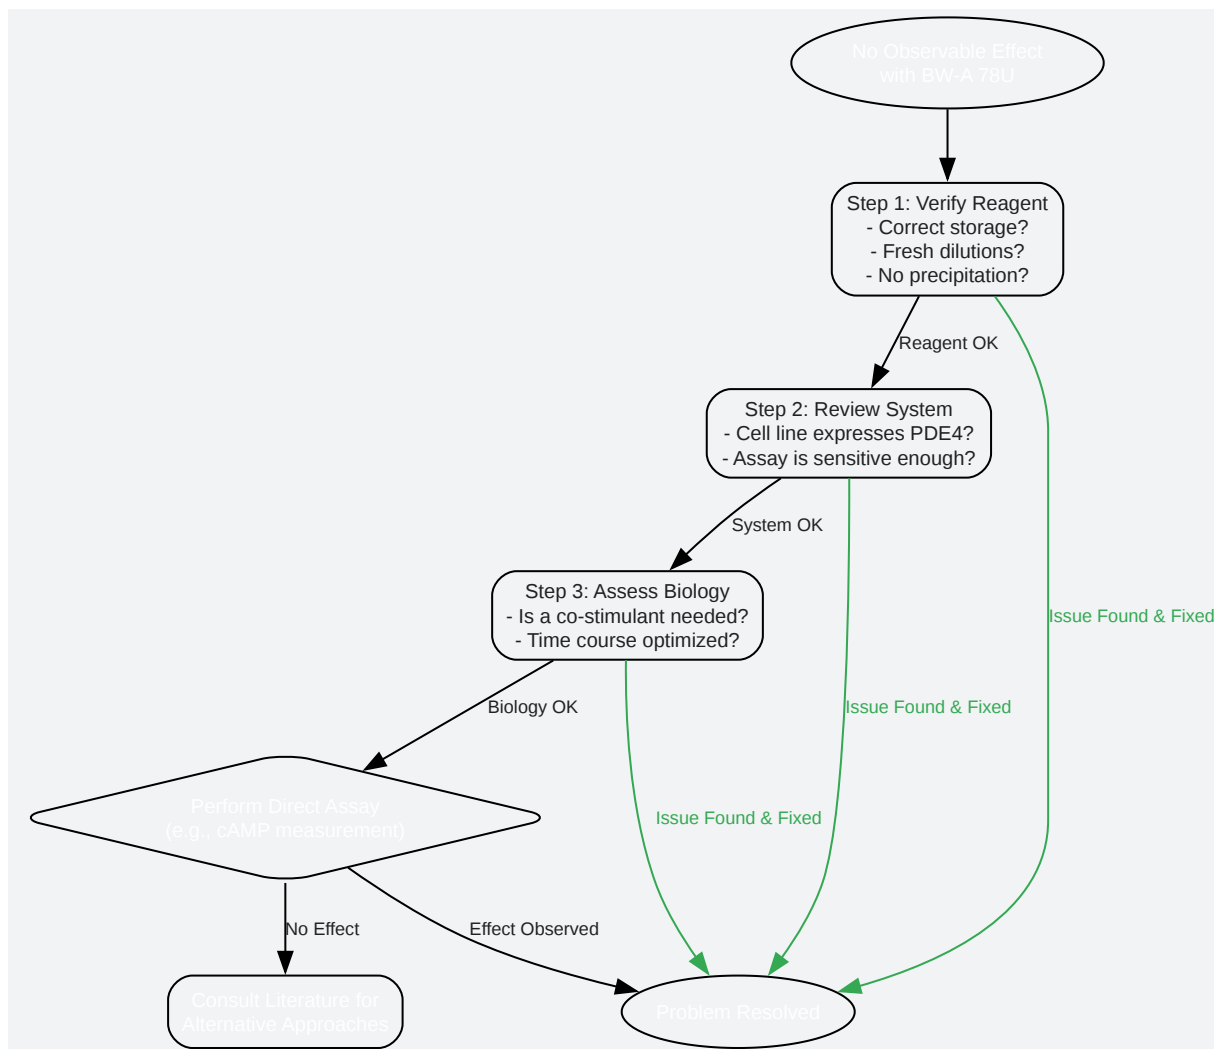 No Observable Effect
with BW-A 78U
Step 1: Verify Reagent
- Correct storage?
- Fresh dilutions?
- No precipitation?
Reagent OK
Step 2: Review System
- Cell line expresses PDE4?
- Assay is sensitive enough?
System OK
Step 3: Assess Biology
- Is a co-stimulant needed?
- Time course optimized?
Issue Found & Fixed
Biology OK
Issue Found & Fixed
Perform Direct Assay
(e.g., cAMP measurement)
Issue Found & Fixed
No Effect
Effect Observed
Consult Literature for
Alternative Approaches
Problem Resolved